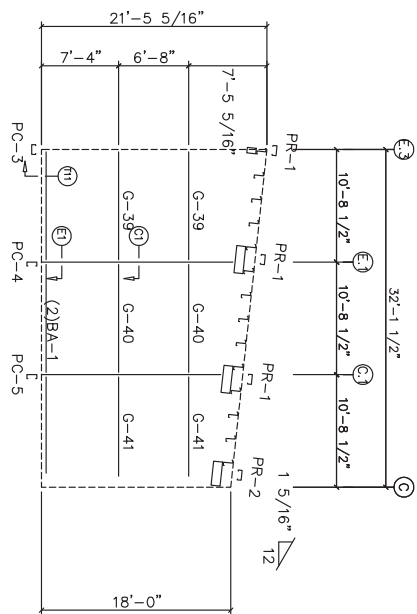 21'-5 5/16"
7'-4"
6'-8"
7'-5 5/16"
PC-3
PR-1
E.3
T11
G-39
G-39
10'-8 1/2"
E1
C1
PR-1
E.1
PC-4
32'-1 1/2"
(2)BA-1
G-40
G-40
10'-8 1/2"
PC-5
PR-1
C.1
G-41
G-41
10'-8 1/2"
PR-2
C
1 5/16"
12
18'-0"